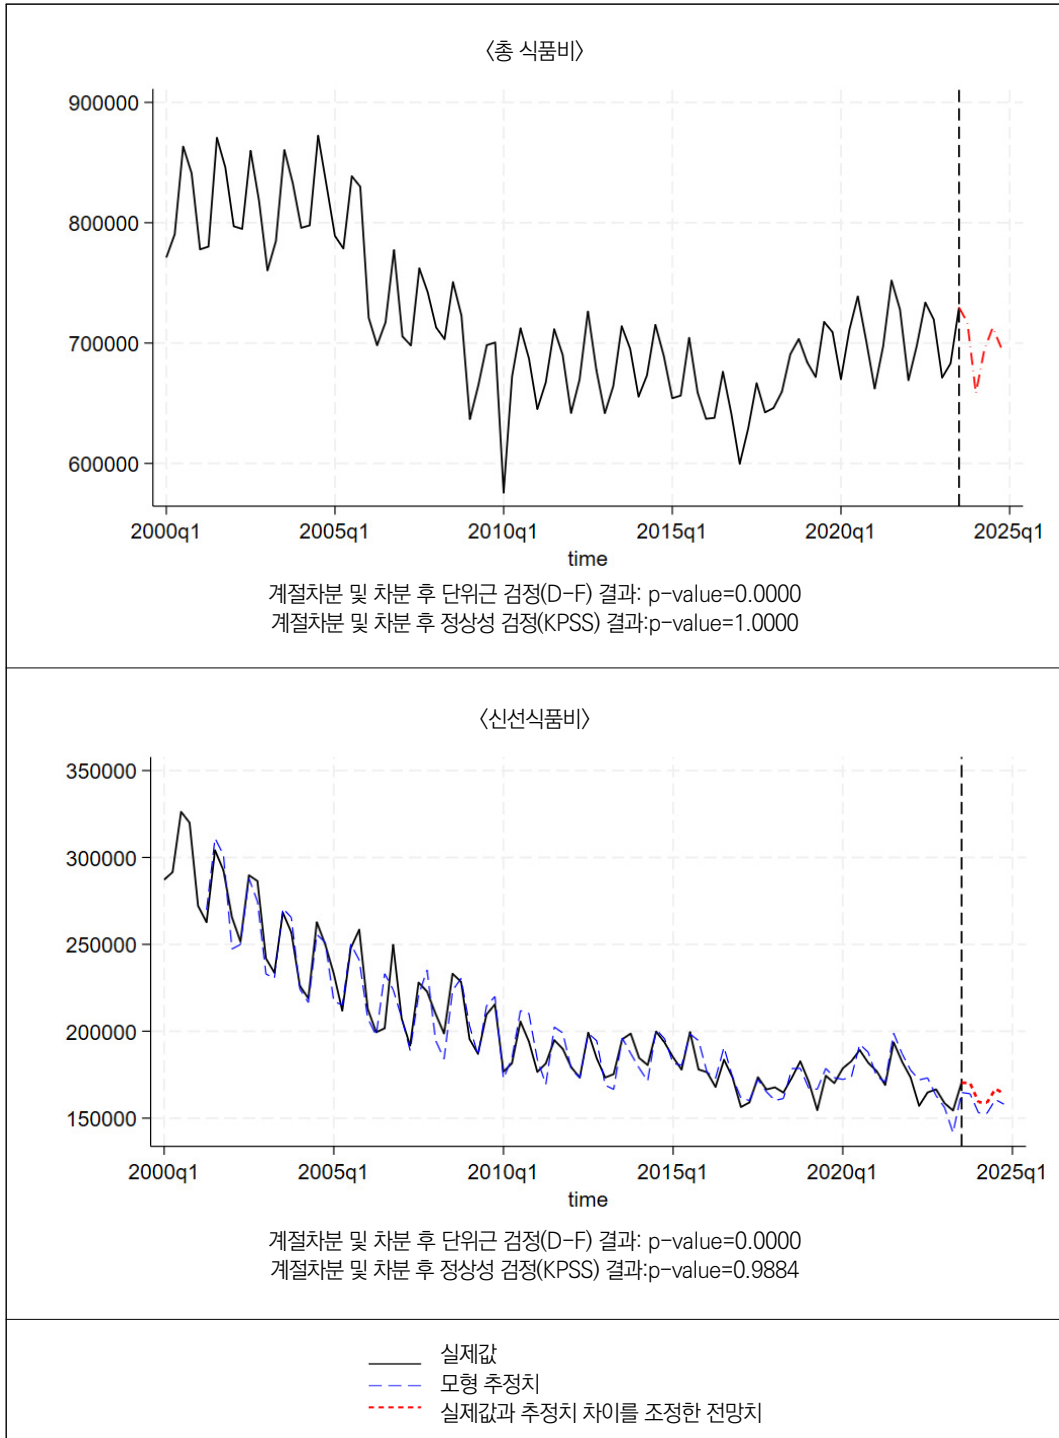 〈총 식품비〉
900000
800000
700000
600000
2000q1 2005q1 2010q1 2015q1 2020q1 2025q1
time
계절차분 및 차분 후 단위근 검정(D-F) 결과: p-value=0.0000
계절차분 및 차분 후 정상성 검정(KPSS) 결과:p-value=1.0000
〈신선식품비〉
350000
300000
250000
200000
150000
2000q1 2005q1 2010q1 2015q1 2020q1 2025q1
time
계절차분 및 차분 후 단위근 검정(D-F) 결과: p-value=0.0000
계절차분 및 차분 후 정상성 검정(KPSS) 결과:p-value=0.9884
실제값
모형 추정치
실제값과 추정치 차이를 조정한 전망치